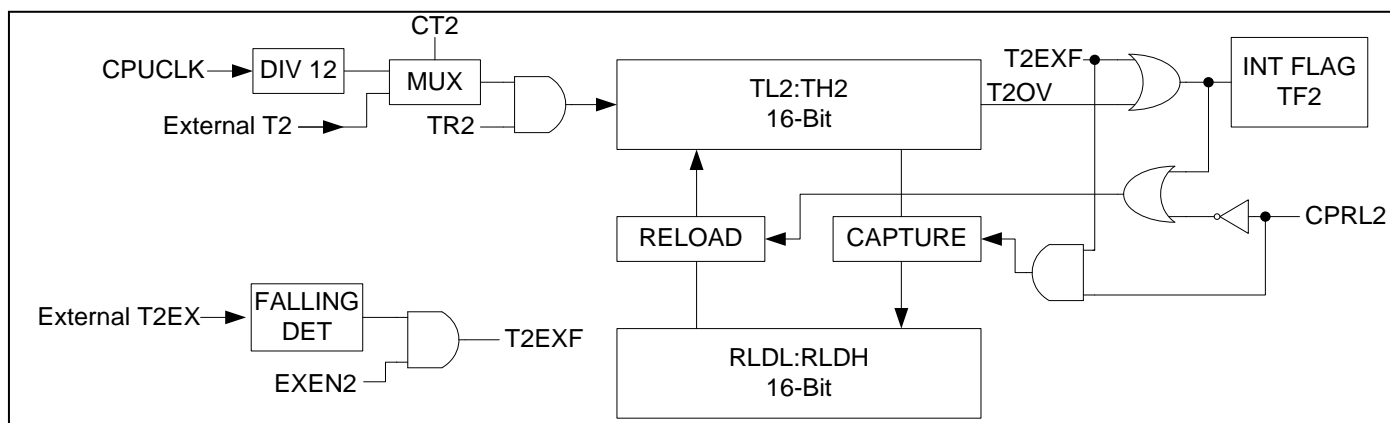 CT2
CPUCLK
DIV 12
MUX
External T2
TR2
TL2:TH2
16-Bit
T2EXF
T2OV
INT FLAG
TF2
RELOAD
CAPTURE
CPRL2
External T2EX
FALLING
DET
EXEN2
T2EXF
RLDL:RLDH
16-Bit